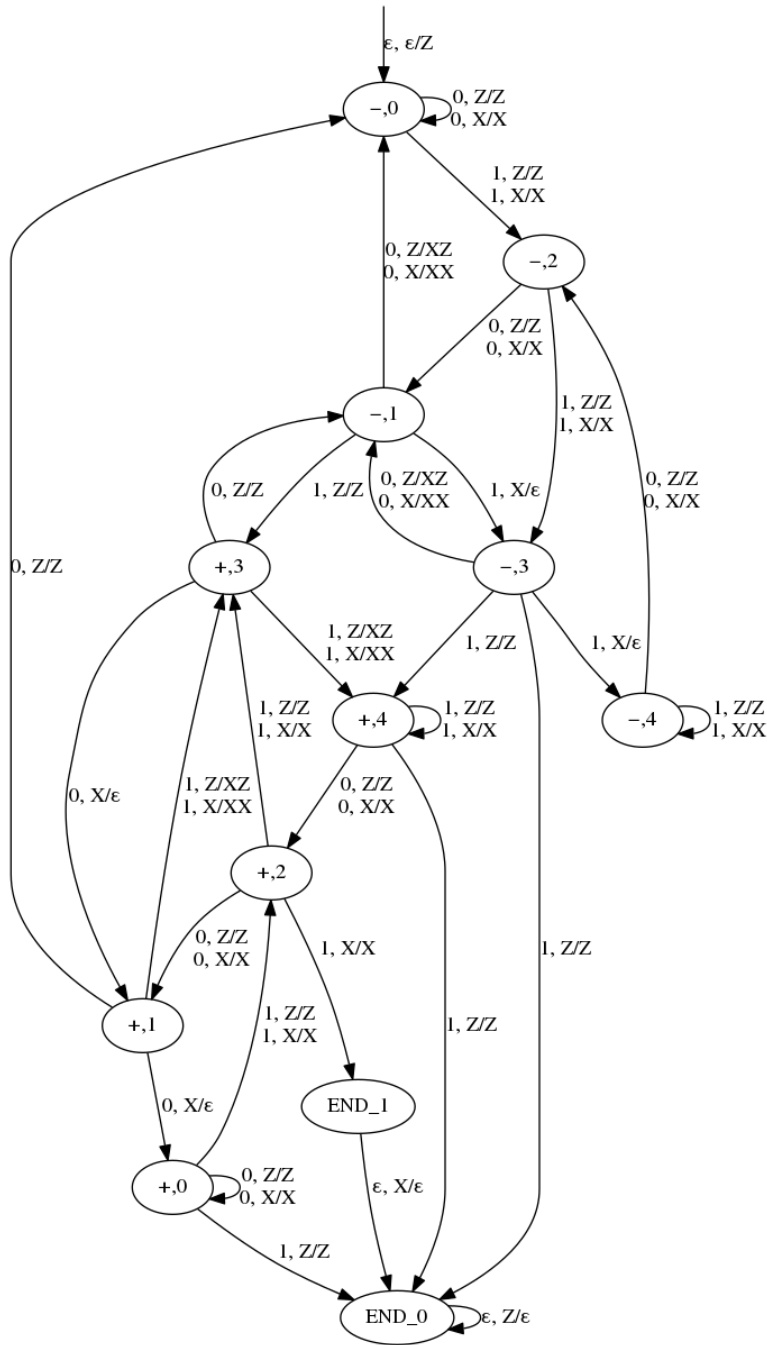 ε, ε/Z
−,0
0, Z/Z
0, X/X
1, Z/Z
1, X/X
−,2
0, Z/XZ
0, X/XX
0, Z/Z
0, X/X
−,1
1, Z/Z
1, X/X
0, Z/Z
1, Z/Z
0, Z/XZ
0, X/XX
1, X/ε
0, Z/Z
0, X/X
0, Z/Z
+,3
−,3
1, Z/XZ
1, X/XX
1, Z/Z
1, X/ε
+,4
1, Z/Z
1, X/X
−,4
1, Z/Z
1, X/X
1, Z/Z
1, X/X
0, X/ε
1, Z/XZ
1, X/XX
0, Z/Z
0, X/X
+,2
0, Z/Z
0, X/X
1, X/X
1, Z/Z
+,1
1, Z/Z
1, X/X
1, Z/Z
0, X/ε
END_1
+,0
0, Z/Z
0, X/X
ε, X/ε
1, Z/Z
END_0
ε, Z/ε